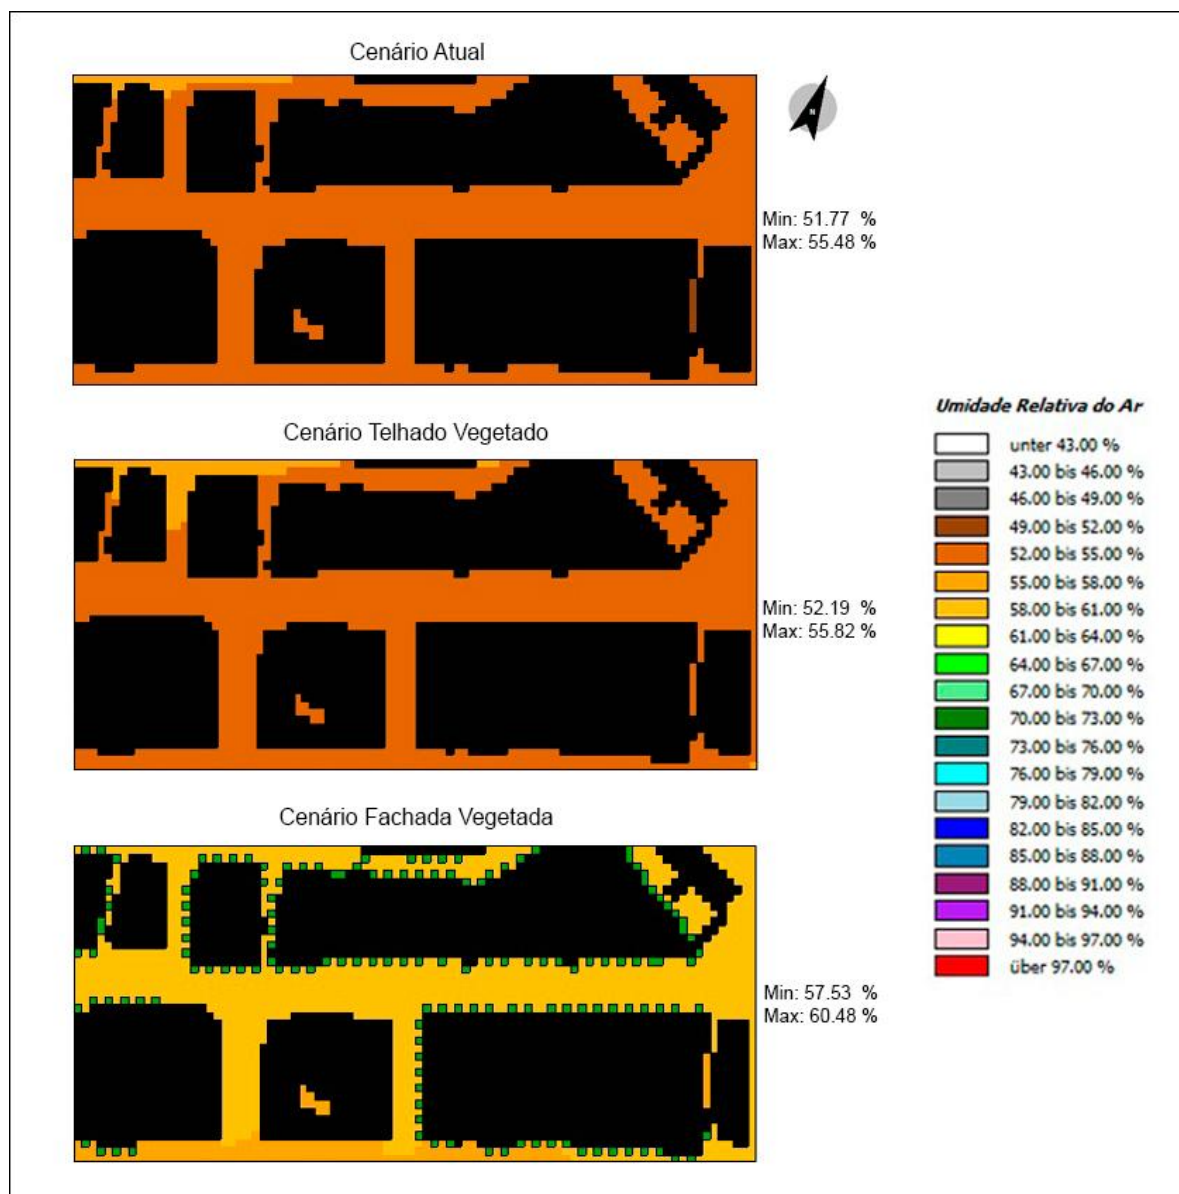 Cenário Atual
N
Min: 51.77 %
Max: 55.48 %
Cenário Telhado Vegetado
Min: 52.19 %
Max: 55.82 %
Cenário Fachada Vegetada
Min: 57.53 %
Max: 60.48 %
Umidade Relativa do Ar
unter 43.00 %
43.00 bis 46.00 %
46.00 bis 49.00 %
49.00 bis 52.00 %
52.00 bis 55.00 %
55.00 bis 58.00 %
58.00 bis 61.00 %
61.00 bis 64.00 %
64.00 bis 67.00 %
67.00 bis 70.00 %
70.00 bis 73.00 %
73.00 bis 76.00 %
76.00 bis 79.00 %
79.00 bis 82.00 %
82.00 bis 85.00 %
85.00 bis 88.00 %
88.00 bis 91.00 %
91.00 bis 94.00 %
94.00 bis 97.00 %
über 97.00 %